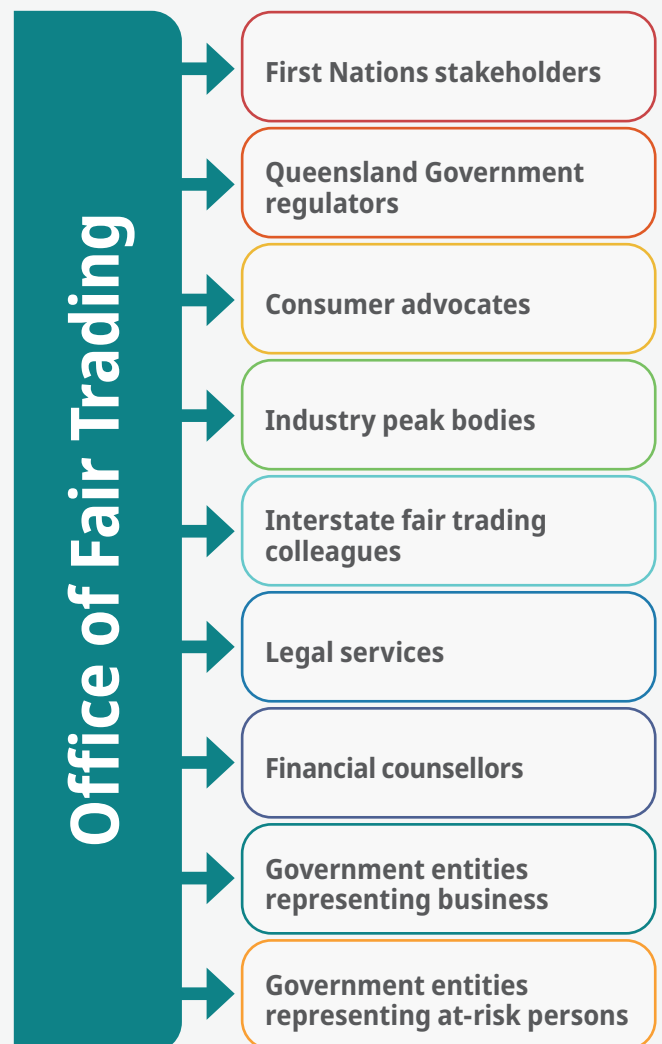 Office of Fair Trading
First Nations stakeholders
Queensland Government
regulators
Consumer advocates
Industry peak bodies
Interstate fair trading
colleagues
Legal services
Financial counsellors
Government entities
representing business
Government entities
representing at-risk persons